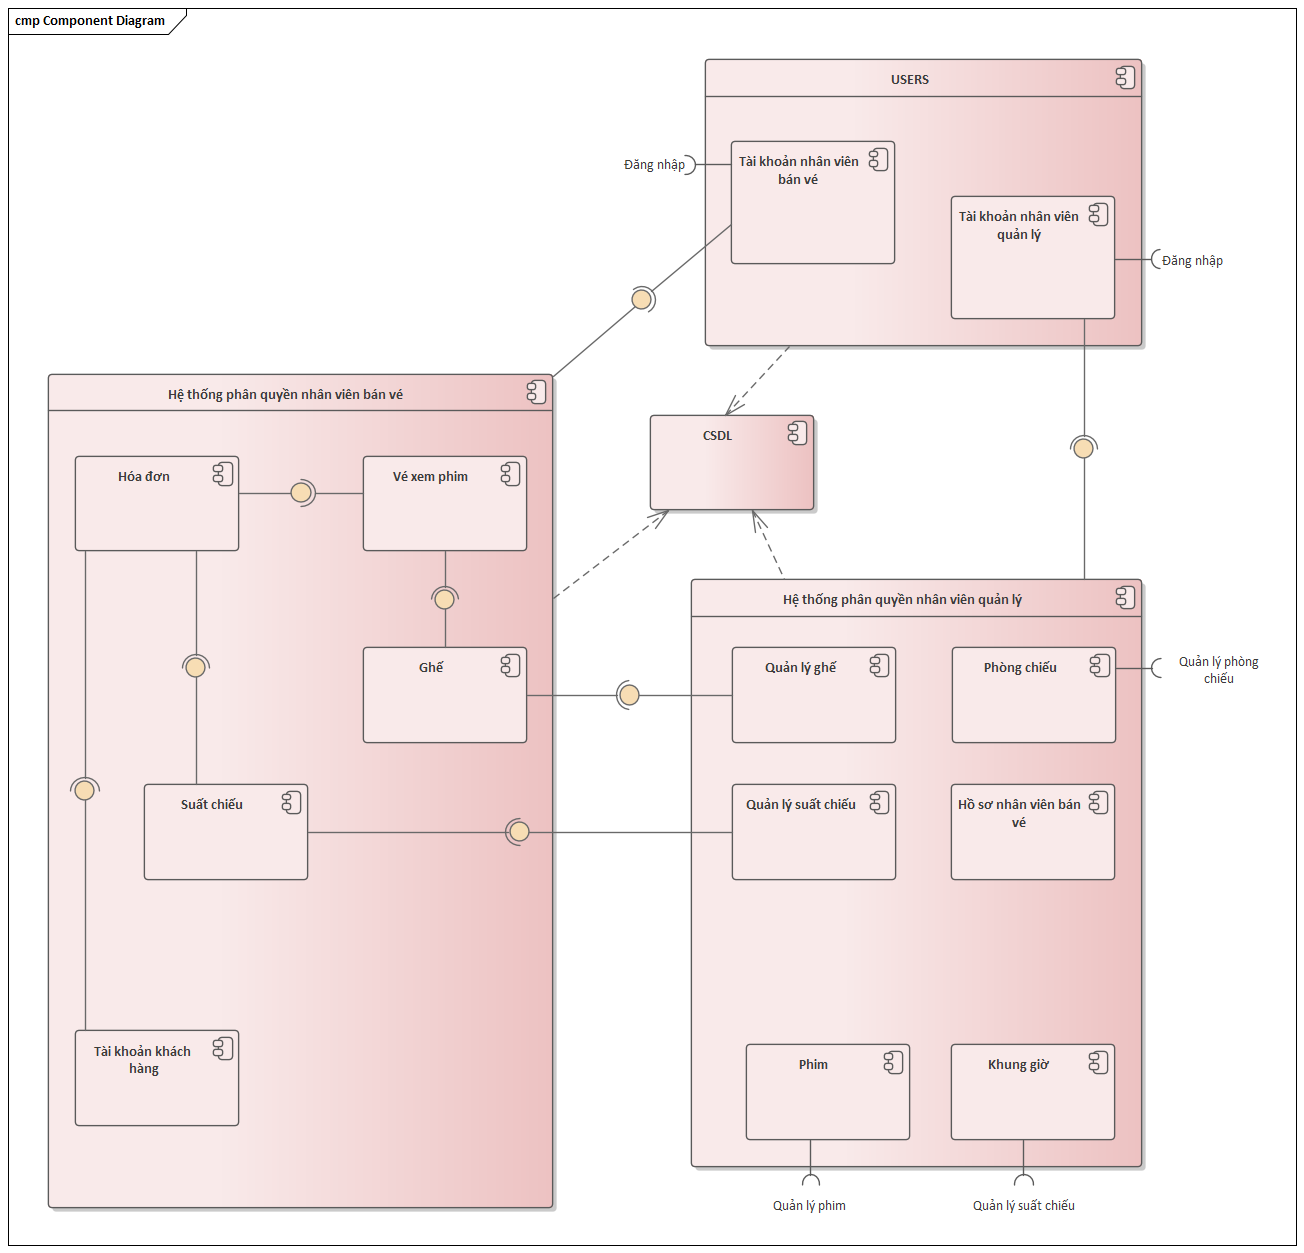 cmp Component Diagram
USERS
Tài khoản nhân viên
bán vé
Đăng nhập
Tài khoản nhân viên
quản lý
Đăng nhập
Hệ thống phân quyền nhân viên bán vé
CSDL
Hóa đơn
Vé xem phim
Ghế
Suất chiếu
Tài khoản khách
hàng
Hệ thống phân quyền nhân viên quản lý
Quản lý ghế
Phòng chiếu
Quản lý phòng
chiếu
Quản lý suất chiếu
Hồ sơ nhân viên bán
vé
Phim
Khung giờ
Quản lý phim
Quản lý suất chiếu